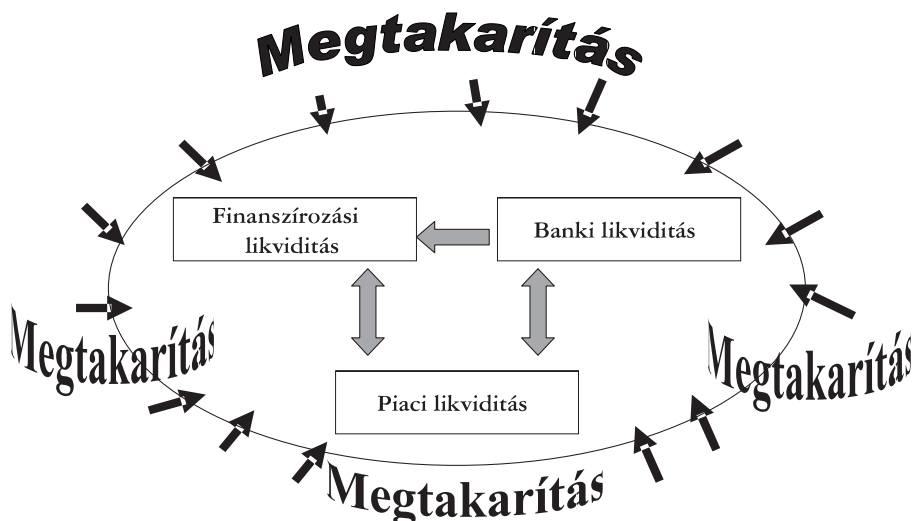 Megtakarítás
Finanszírozási
likviditás
Banki likviditás
Megtakarítás
Megtakarítás
Piaci likviditás
Megtakarítás